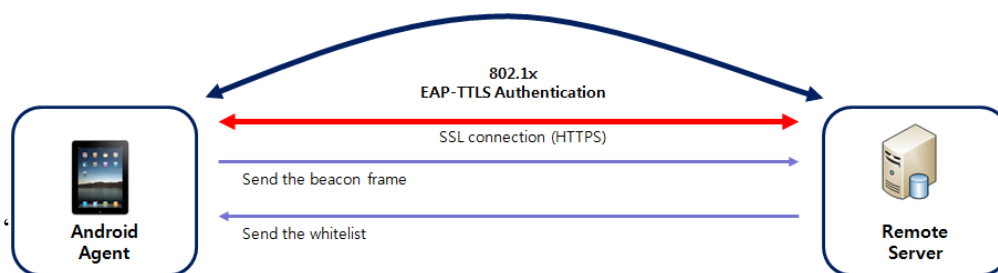 802.1x
EAP-TTLS Authentication
SSL connection (HTTPS)
Send the beacon frame
Send the whitelist
‘
Android
Agent
Remote
Server